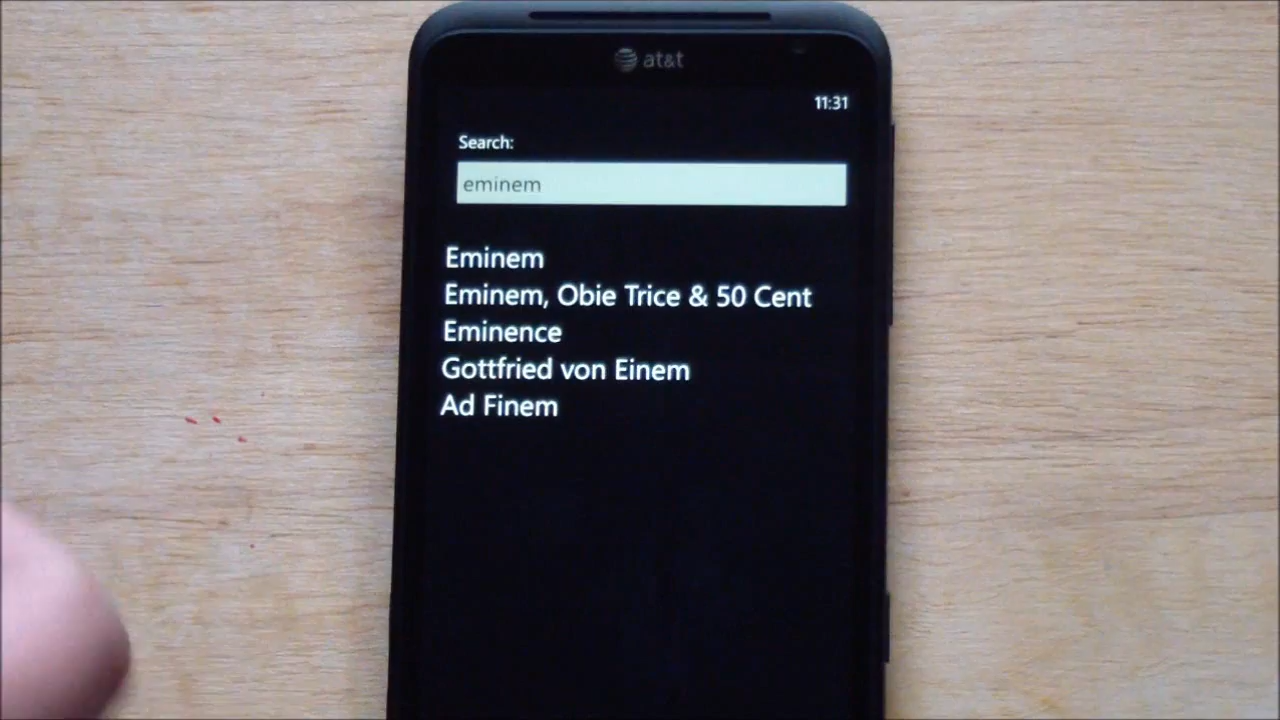 at&t
11:31
Search:
eminem
Eminem
Eminem, Obie Trice & 50 Cent
Eminence
Gottfried von Einem
Ad Finem